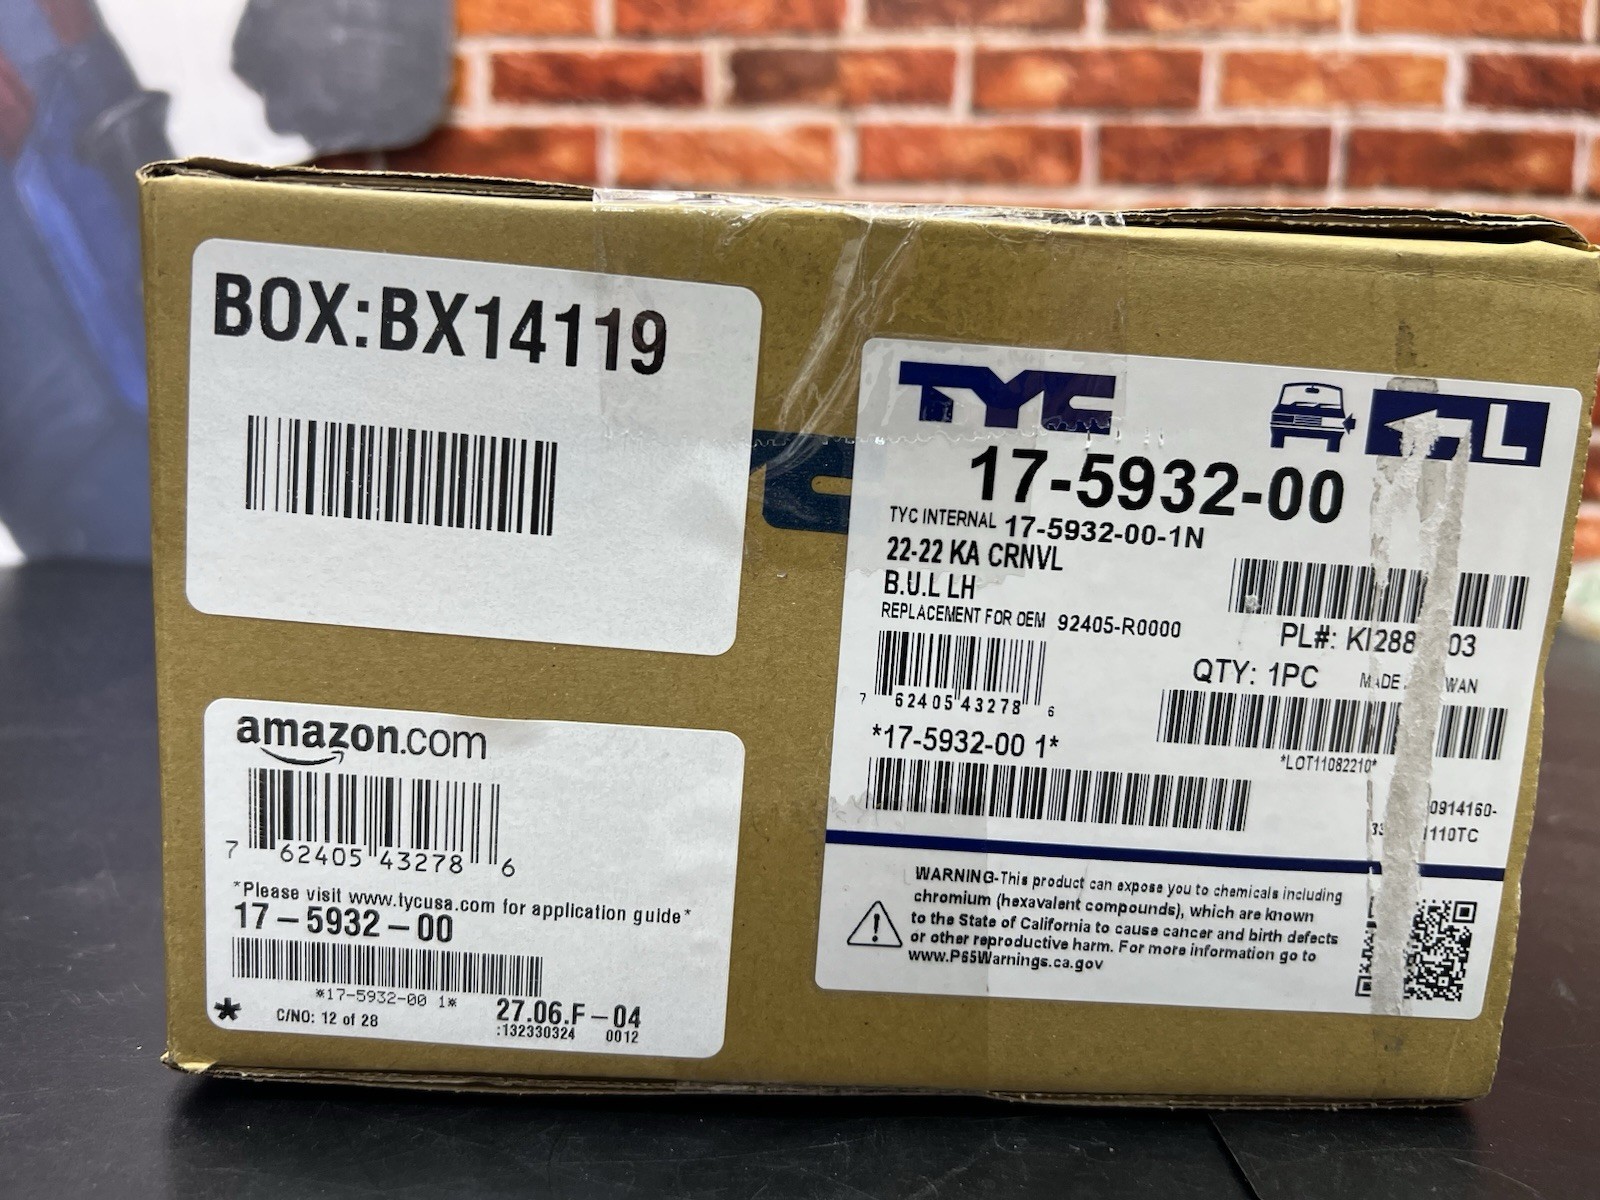 BOX:BX14119
TYC
L
17-5932-00
TYC INTERNAL 17-5932-00-1N
22-22 KA CRNVL
B.U.L LH
REPLACEMENT FOR OEM 92405-R0000
PL#:
QTY: 1PC
7 62405 43278 6
*17-5932-00 1*
*LOT11082210*
0914160-
WARNING-This product can expose you to chemicals including
chromium (hexavalent compounds), which are known
to the State of California to cause cancer and birth defects
or other reproductive harm. For more information go to
www.P65Warnings.ca.gov
amazon.com
7 62405 43278 6
*Please visit www.tycusa.com for application guide*
17-5932-00
*17-5932-00 1*
* C/NO: 12 of 28
27.06.F-04
:132330324 0012